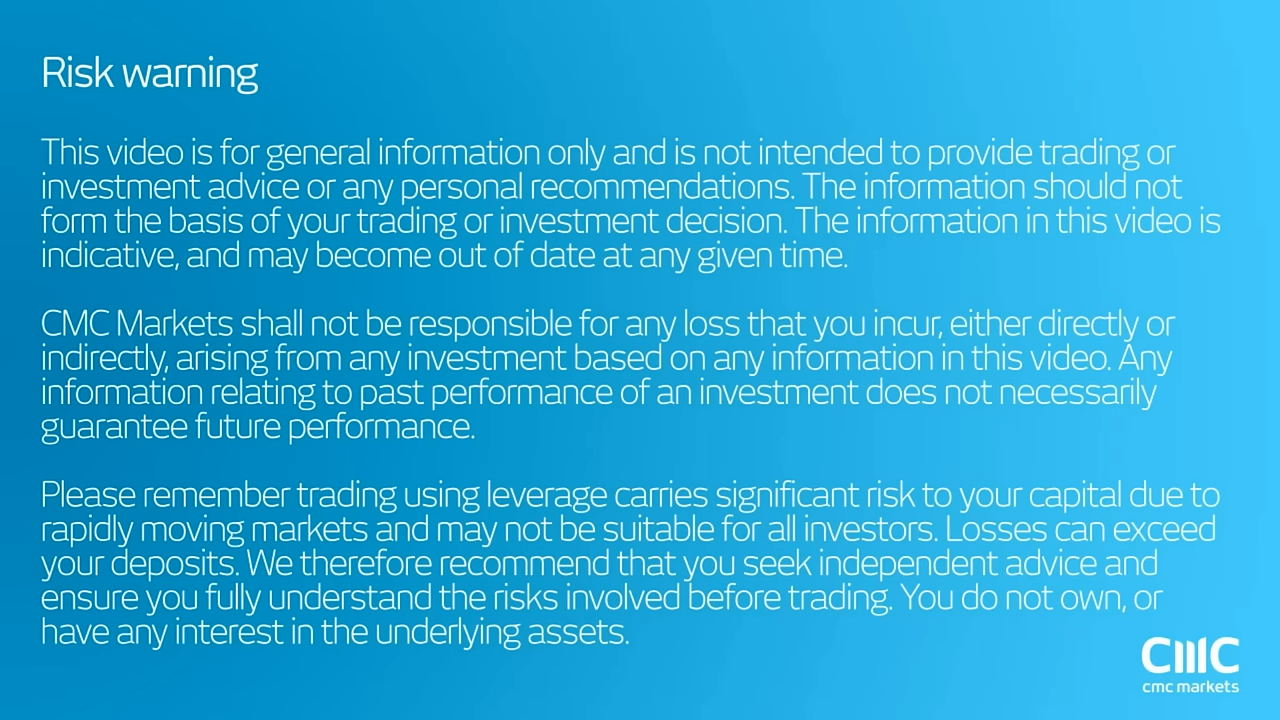 Risk warning
This video is for general information only and is not intended to provide trading or
investment advice or any personal recommendations. The information should not
form the basis of your trading or investment decision. The information in this video is
indicative, and may become out of date at any given time.
CMC Markets shall not be responsible for any loss that you incur, either directly or
indirectly, arising from any investment based on any information in this video. Any
information relating to past performance of an investment does not necessarily
guarantee future performance.
Please remember trading using leverage carries significant risk to your capital due to
rapidly moving markets and may not be suitable for all investors. Losses can exceed
your deposits. We therefore recommend that you seek independent advice and
ensure you fully understand the risks involved before trading. You do not own, or
have any interest in the underlying assets.
CMC
cmc markets